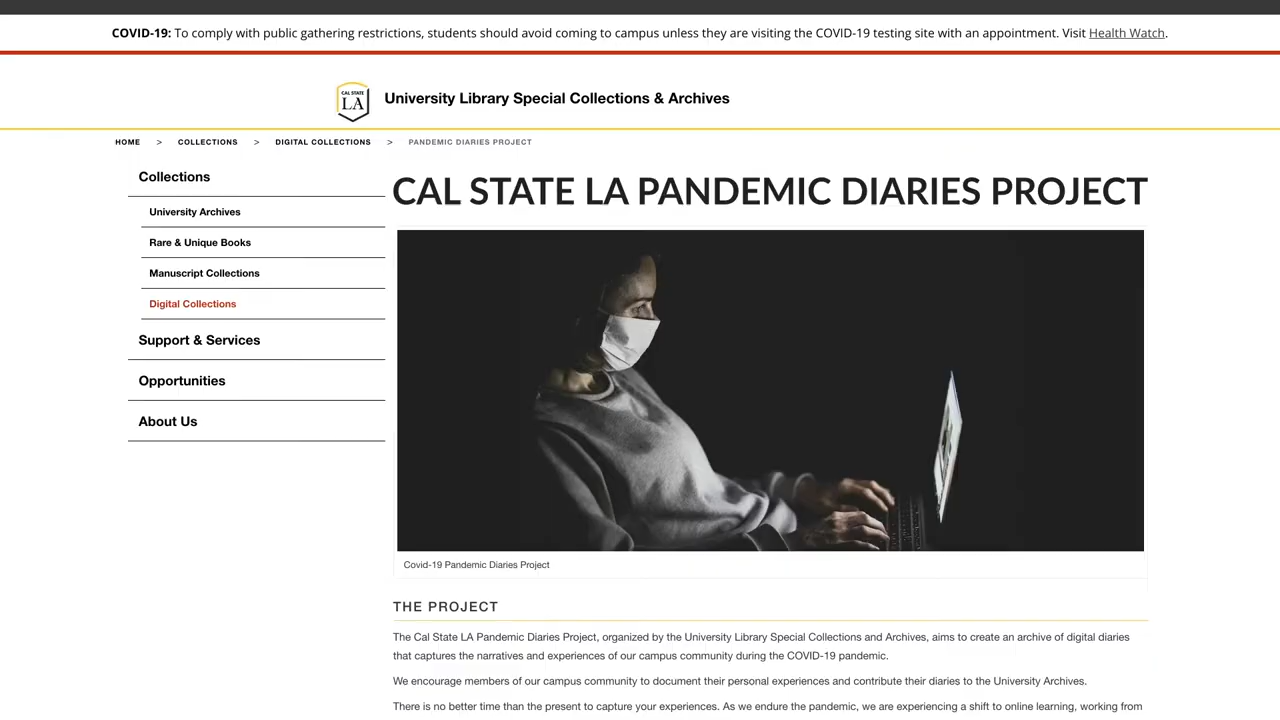 COVID-19: To comply with public gathering restrictions, students should avoid coming to campus unless they are visiting the COVID-19 testing site with an appointment. Visit Health Watch.
CAL STATE
LA
University Library Special Collections & Archives
HOME > COLLECTIONS > DIGITAL COLLECTIONS > PANDEMIC DIARIES PROJECT
Collections
University Archives
Rare & Unique Books
Manuscript Collections
Digital Collections
Support & Services
Opportunities
About Us
CAL STATE LA PANDEMIC DIARIES PROJECT
Covid-19 Pandemic Diaries Project
THE PROJECT
The Cal State LA Pandemic Diaries Project, organized by the University Library Special Collections and Archives, aims to create an archive of digital diaries
that captures the narratives and experiences of our campus community during the COVID-19 pandemic.
We encourage members of our campus community to document their personal experiences and contribute their diaries to the University Archives.
There is no better time than the present to capture your experiences. As we endure the pandemic, we are experiencing a shift to online learning, working from